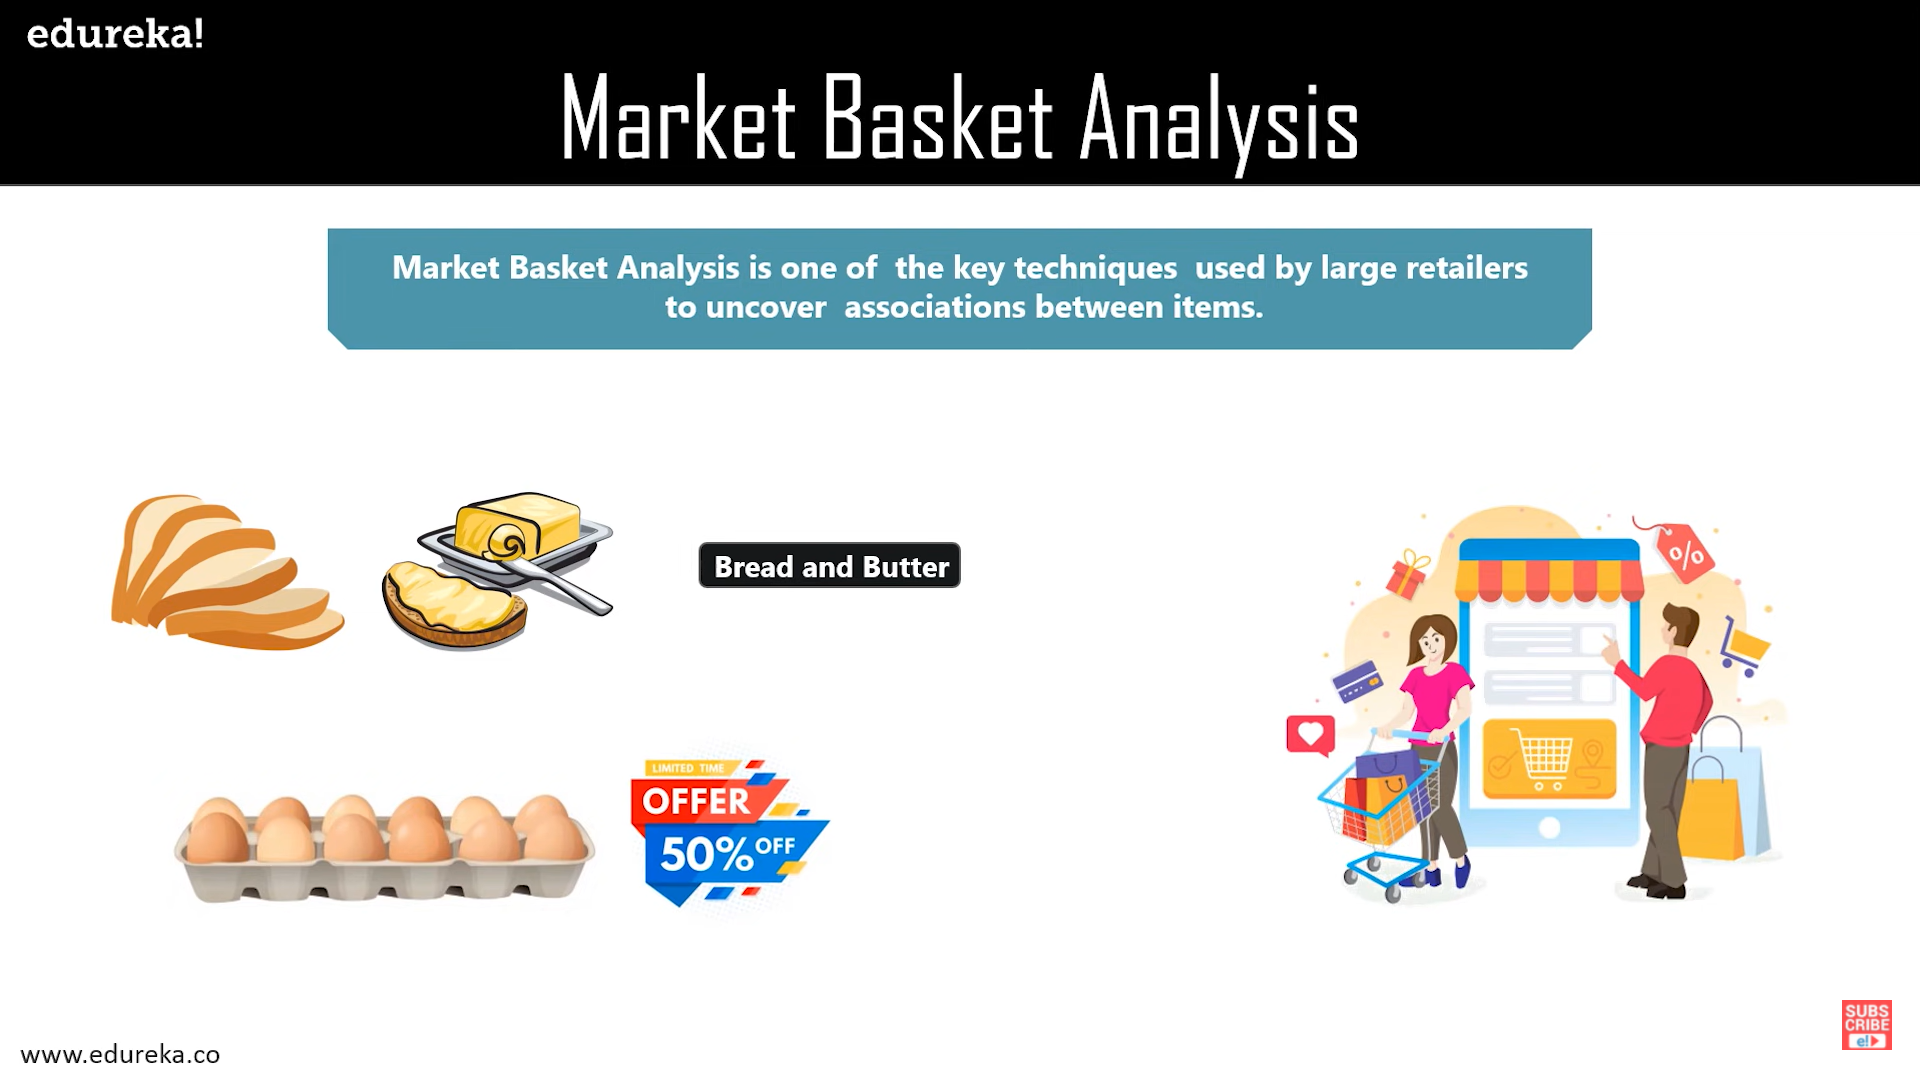 edureka!
Market Basket Analysis
Market Basket Analysis is one of the key techniques used by large retailers
to uncover associations between items.
Bread and Butter
%
LIMITED TIME
OFFER
50% OFF
SUBS
CRIBE
e!
www.edureka.co